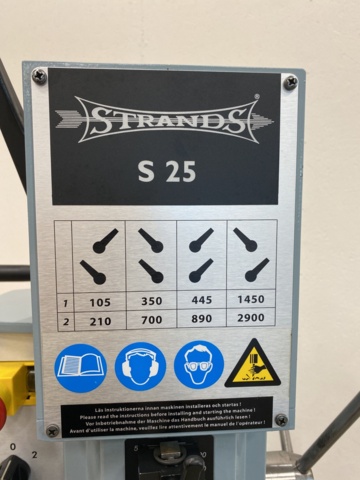 STRANDS®
S 25
1 105 350 445 1450
2 210 700 890 2900
Läs instruktionerna innan maskinen installeras och startas !
Please read the instructions before installing and starting the machine !
Vor Inbetriebnahme der Maschine das Handbuch ausführlich lesen !
Avant d'utiliser la machine, veuillez lire attentivement le manuel de l'opérateur !
0
2